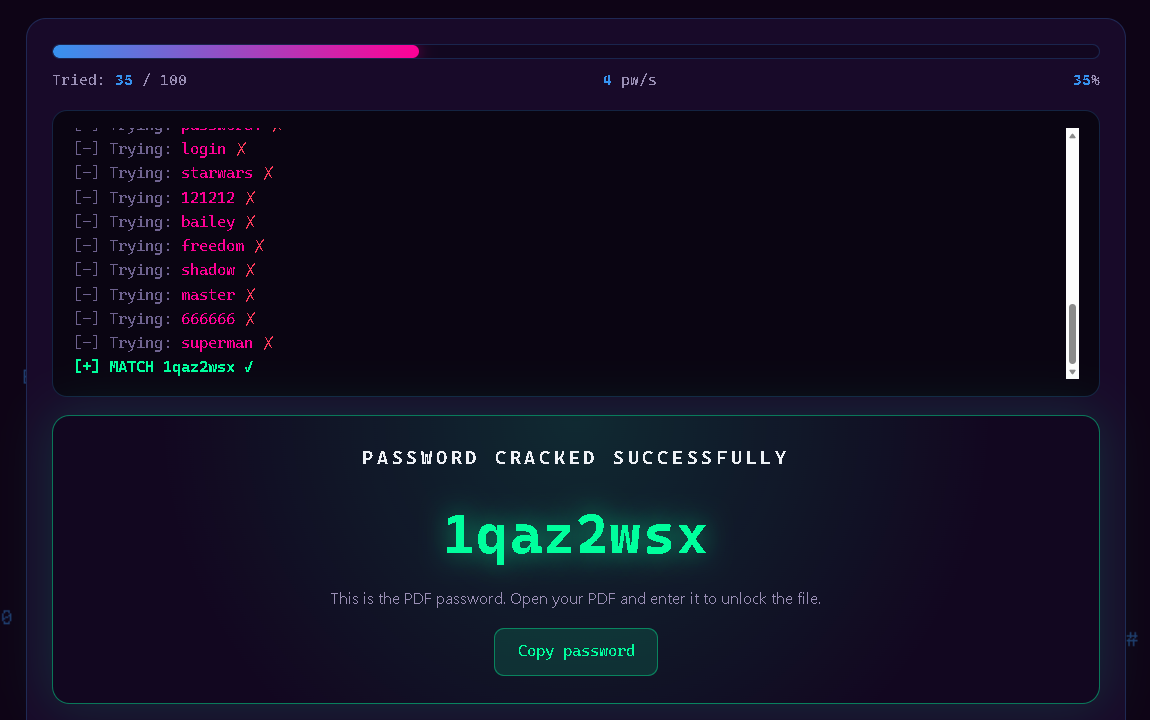 Tried: 35 / 100 4 pw/s 35%
[-] Trying: login ✗
[-] Trying: starwars ✗
[-] Trying: 121212 ✗
[-] Trying: bailey ✗
[-] Trying: freedom ✗
[-] Trying: shadow ✗
[-] Trying: master ✗
[-] Trying: 666666 ✗
[-] Trying: superman ✗
[+] MATCH 1qaz2wsx ✓
PASSWORD CRACKED SUCCESSFULLY
1qaz2wsx
This is the PDF password. Open your PDF and enter it to unlock the file.
Copy password
0
#